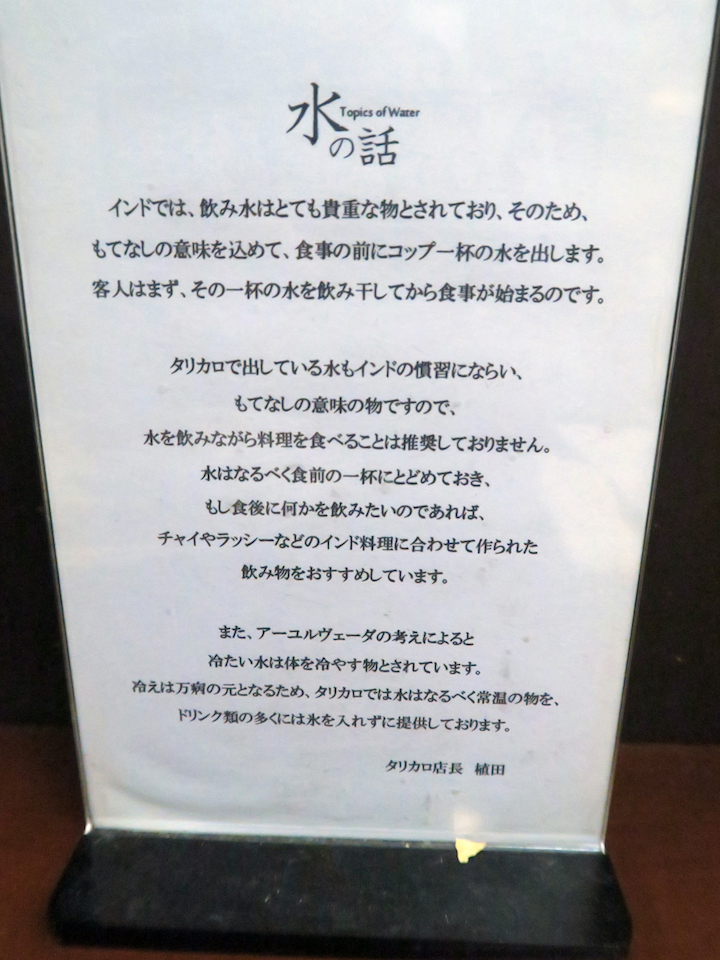 水の話
Topics of Water
インドでは、飲み水はとても貴重な物とされており、そのため、
もてなしの意味を込めて、食事の前にコップ一杯の水を出します。
客人はまず、その一杯の水を飲み干してから食事が始まるのです。
タリカロで出している水もインドの慣習にならい、
もてなしの意味の物ですので、
水を飲みながら料理を食べることは推奨しておりません。
水はなるべく食前の一杯にとどめておき、
もし食後に何かを飲みたいのであれば、
チャイやラッシーなどのインド料理に合わせて作られた
飲み物をおすすめしています。
また、アーユルヴェーダの考えによると
冷たい水は体を冷やす物とされています。
冷えは万病の元となるため、タリカロでは水はなるべく常温の物を、
ドリンク類の多くには氷を入れずに提供しております。
タリカロ店長 植田